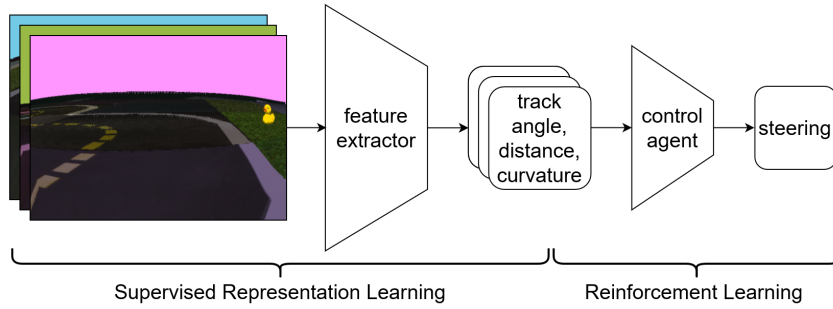 feature
extractor
track
angle,
distance,
curvature
control
agent
steering
Supervised Representation Learning
Reinforcement Learning